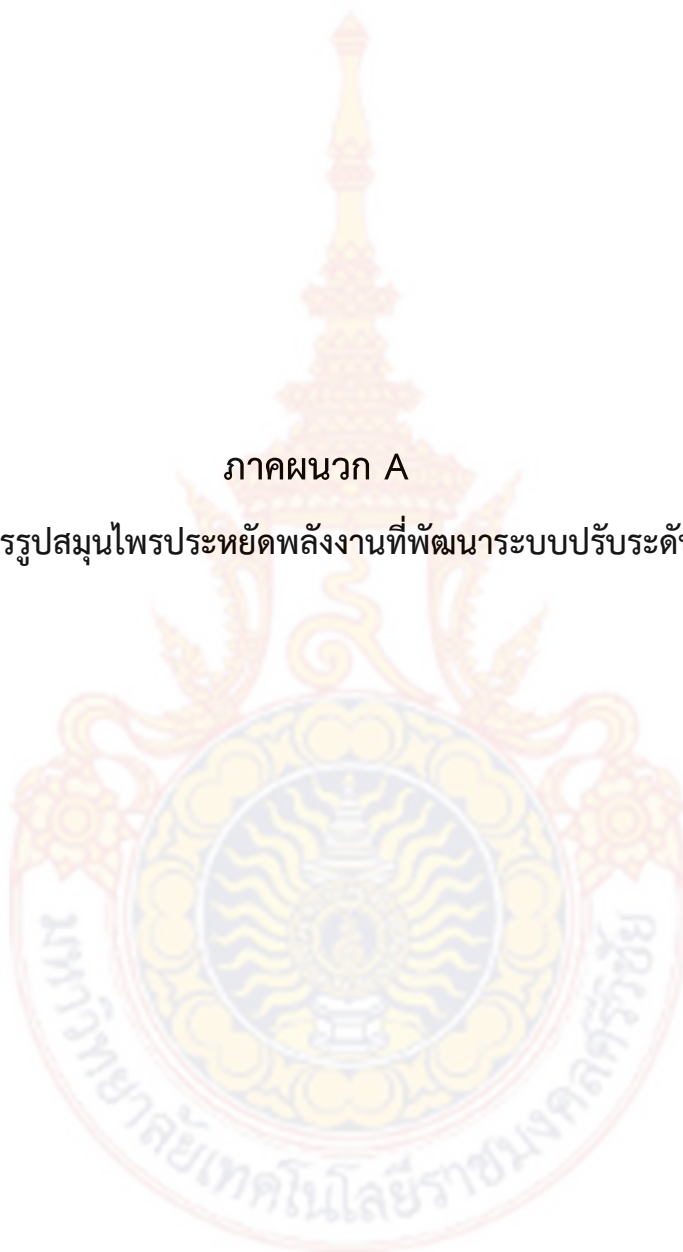 ภาคผนวก A
รรูปสมุนไพรประหยัดพลังงานที่พัฒนาระบบปรับระดั
มหาวิทยาลัยเทคโนโลยีราชมงคลศรีวิชัย